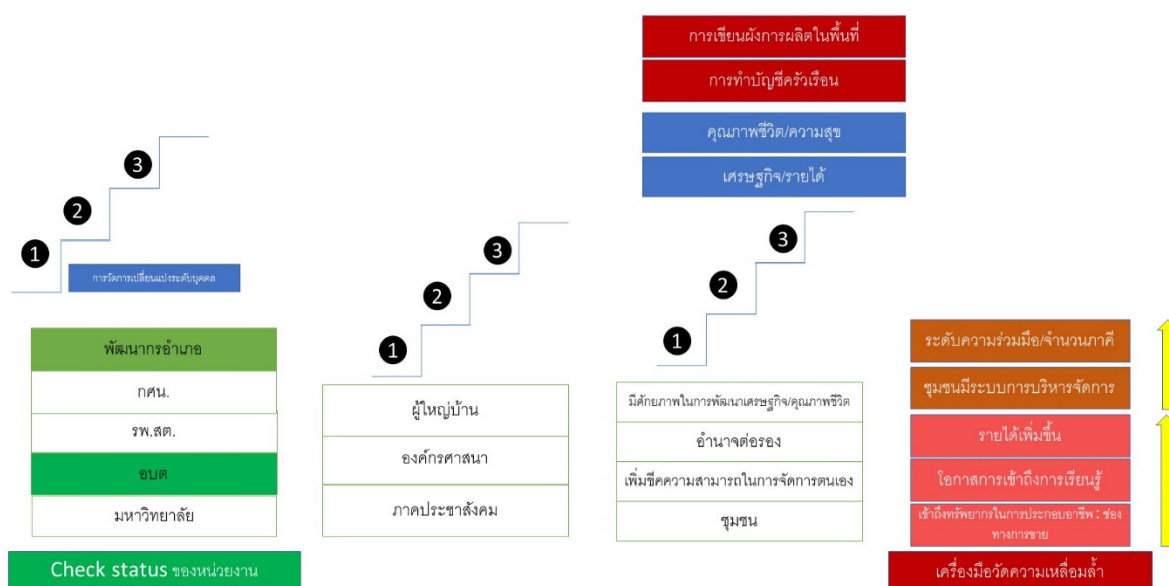 การเขียนผังการผลิตในพื้นที่
การทำบัญชีครัวเรือน
คุณภาพชีวิต/ความสุข
เศรษฐกิจ/รายได้
3
2
1
การวัดการเปลี่ยนแปงระดับบุคคล
พัฒนากรอำเภอ
กศน.
รพ.สต.
อบต
มหาวิทยาลัย
Check status ของหน่วยงาน
3
2
1
ผู้ใหญ่บ้าน
องค์กรศาสนา
ภาคประชาสังคม
3
2
1
มีศักยภาพในการพัฒนาเศรษฐกิจ/คุณภาพชีวิต
อำนาจต่อรอง
เพิ่มขีดความสามารถในการจัดการตนเอง
ชุมชน
ระดับความร่วมมือ/จำนวนภาคี
ชุมชนมีระบบการบริหารจัดการ
รายได้เพิ่มขึ้น
โอกาสการเข้าถึงการเรียนรู้
เข้าถึงทรัพยากรในการประกอบอาชีพ : ช่อง
ทางการขาย
เครื่องมือวัดความเหลื่อมล้ำ